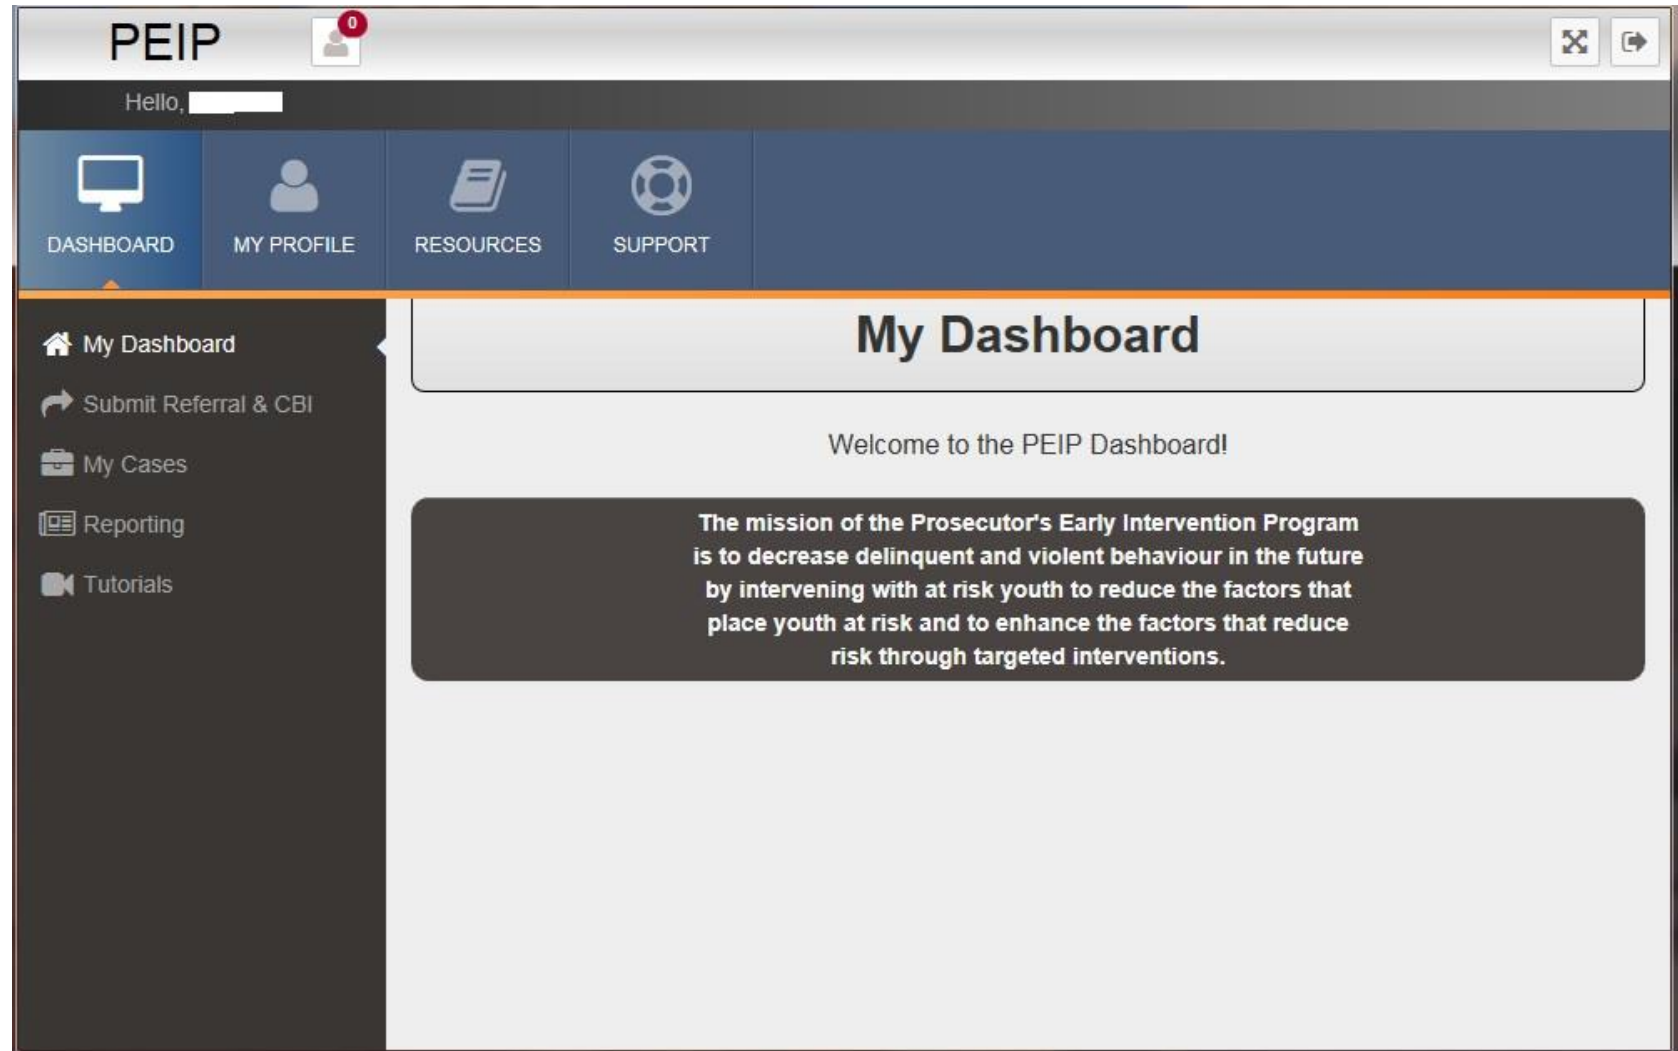 PEIP
0
Hello,
DASHBOARD
MY PROFILE
RESOURCES
SUPPORT
My Dashboard
Submit Referral & CBI
My Cases
Reporting
Tutorials
My Dashboard
Welcome to the PEIP Dashboard!
The mission of the Prosecutor's Early Intervention Program
is to decrease delinquent and violent behaviour in the future
by intervening with at risk youth to reduce the factors that
place youth at risk and to enhance the factors that reduce
risk through targeted interventions.